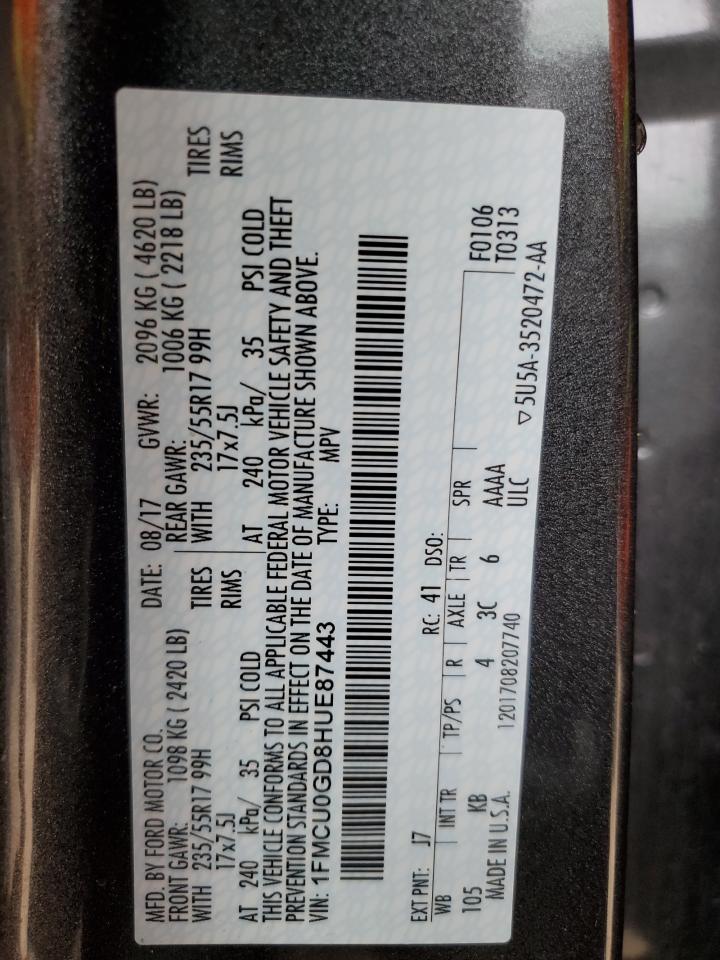 MFD. BY FORD MOTOR CO. DATE: 08/17 GVWR: 2096 KG ( 4620 LB)
FRONT GAWR: 1098 KG ( 2420 LB) REAR GAWR: 1006 KG ( 2218 LB)
WITH 235/55R17 99H TIRES WITH 235/55R17 99H TIRES
17x7.5J RIMS 17x7.5J RIMS
AT 240 kPa/ 35 PSI COLD AT 240 kPa/ 35 PSI COLD
THIS VEHICLE CONFORMS TO ALL APPLICABLE FEDERAL MOTOR VEHICLE SAFETY AND THEFT
PREVENTION STANDARDS IN EFFECT ON THE DATE OF MANUFACTURE SHOWN ABOVE.
VIN: 1FMCU0GD8HUE87443 TYPE: MPV
EXT PNT: J7 RC: 41 DSO:
WB INT TR TP/PS R AXLE TR SPR F0106
105 KB 4 3C 6 AAAA T0313
MADE IN U.S.A. 1201708207740 ULC ▽5U5A-3520472-AA